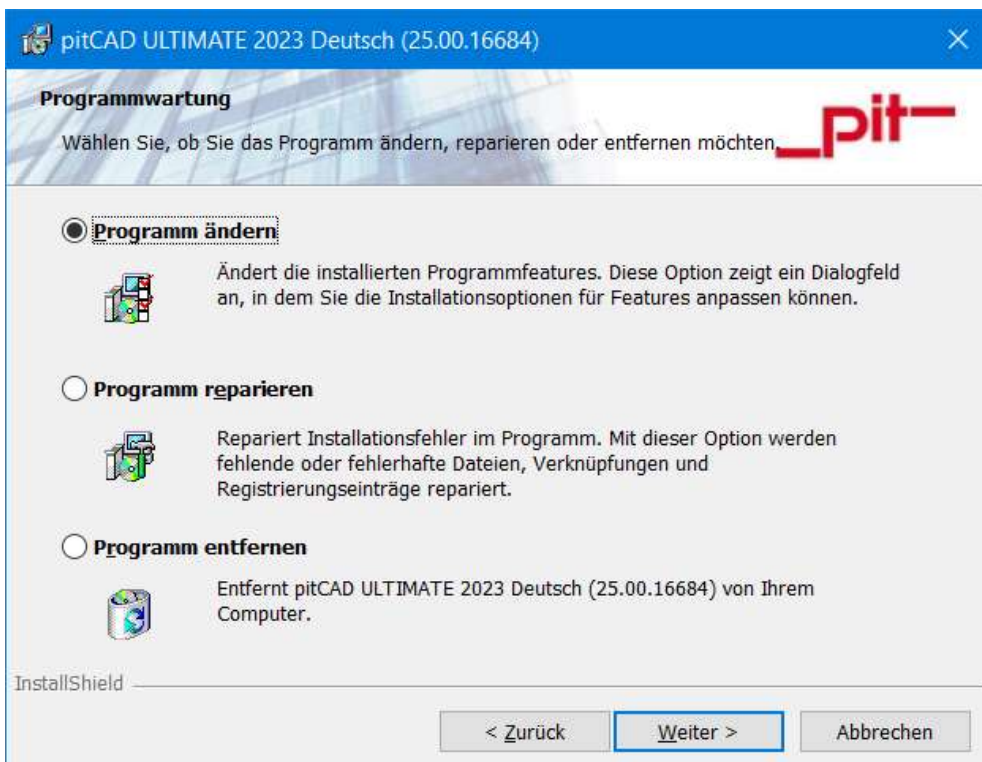 pitCAD ULTIMATE 2023 Deutsch (25.00.16684)
Programmwartung
Wählen Sie, ob Sie das Programm ändern, reparieren oder entfernen möchten.
pit
Programm ändern
Ändert die installierten Programmfeatures. Diese Option zeigt ein Dialogfeld
an, in dem Sie die Installationsoptionen für Features anpassen können.
Programm reparieren
Repariert Installationsfehler im Programm. Mit dieser Option werden
fehlende oder fehlerhafte Dateien, Verknüpfungen und
Registrierungseinträge repariert.
Programm entfernen
Entfernt pitCAD ULTIMATE 2023 Deutsch (25.00.16684) von Ihrem
Computer.
InstallShield
< Zurück
Weiter >
Abbrechen